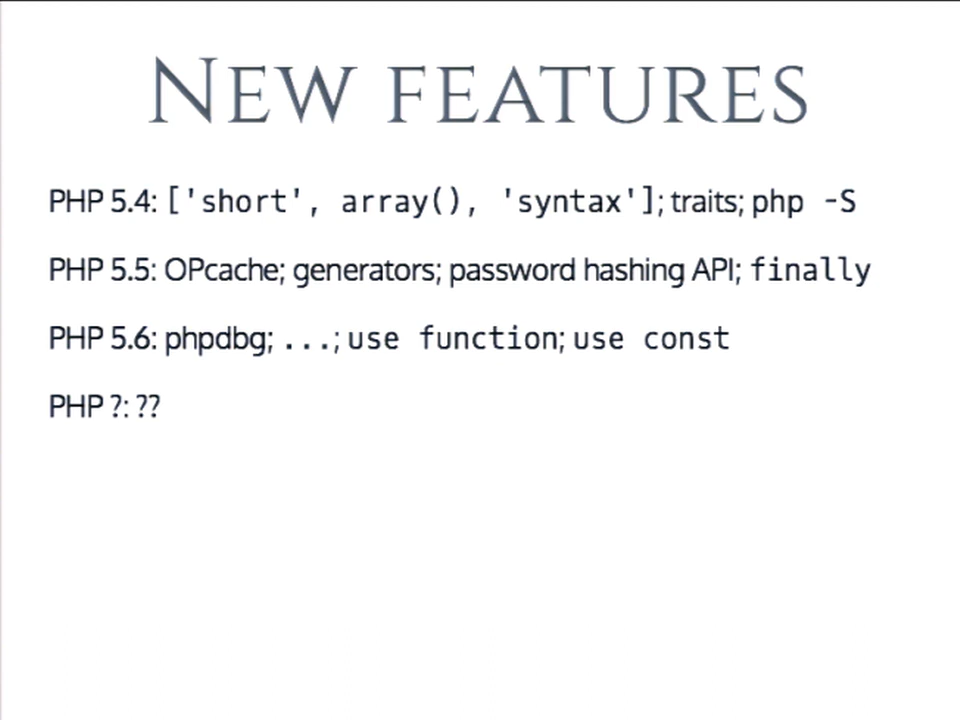 New features
PHP 5.4: ['short', array(), 'syntax']; traits; php -S
PHP 5.5: OPcache; generators; password hashing API; finally
PHP 5.6: phpdbg; ...; use function; use const
PHP ?: ??